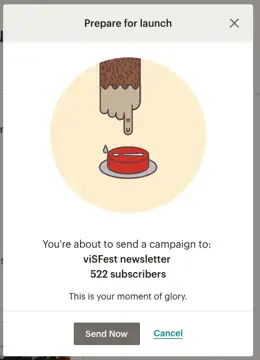 Prepare for launch
You're about to send a campaign to:
viSFest newsletter
522 subscribers
This is your moment of glory.
Send Now
Cancel